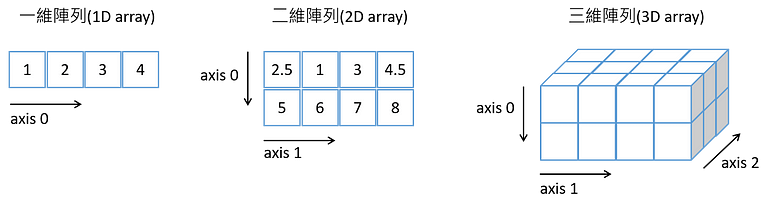 一維陣列(1D array)
1 2 3 4
axis 0
二維陣列(2D array)
axis 0
2.5 1 3 4.5
5 6 7 8
axis 1
三維陣列(3D array)
axis 0
axis 1
axis 2